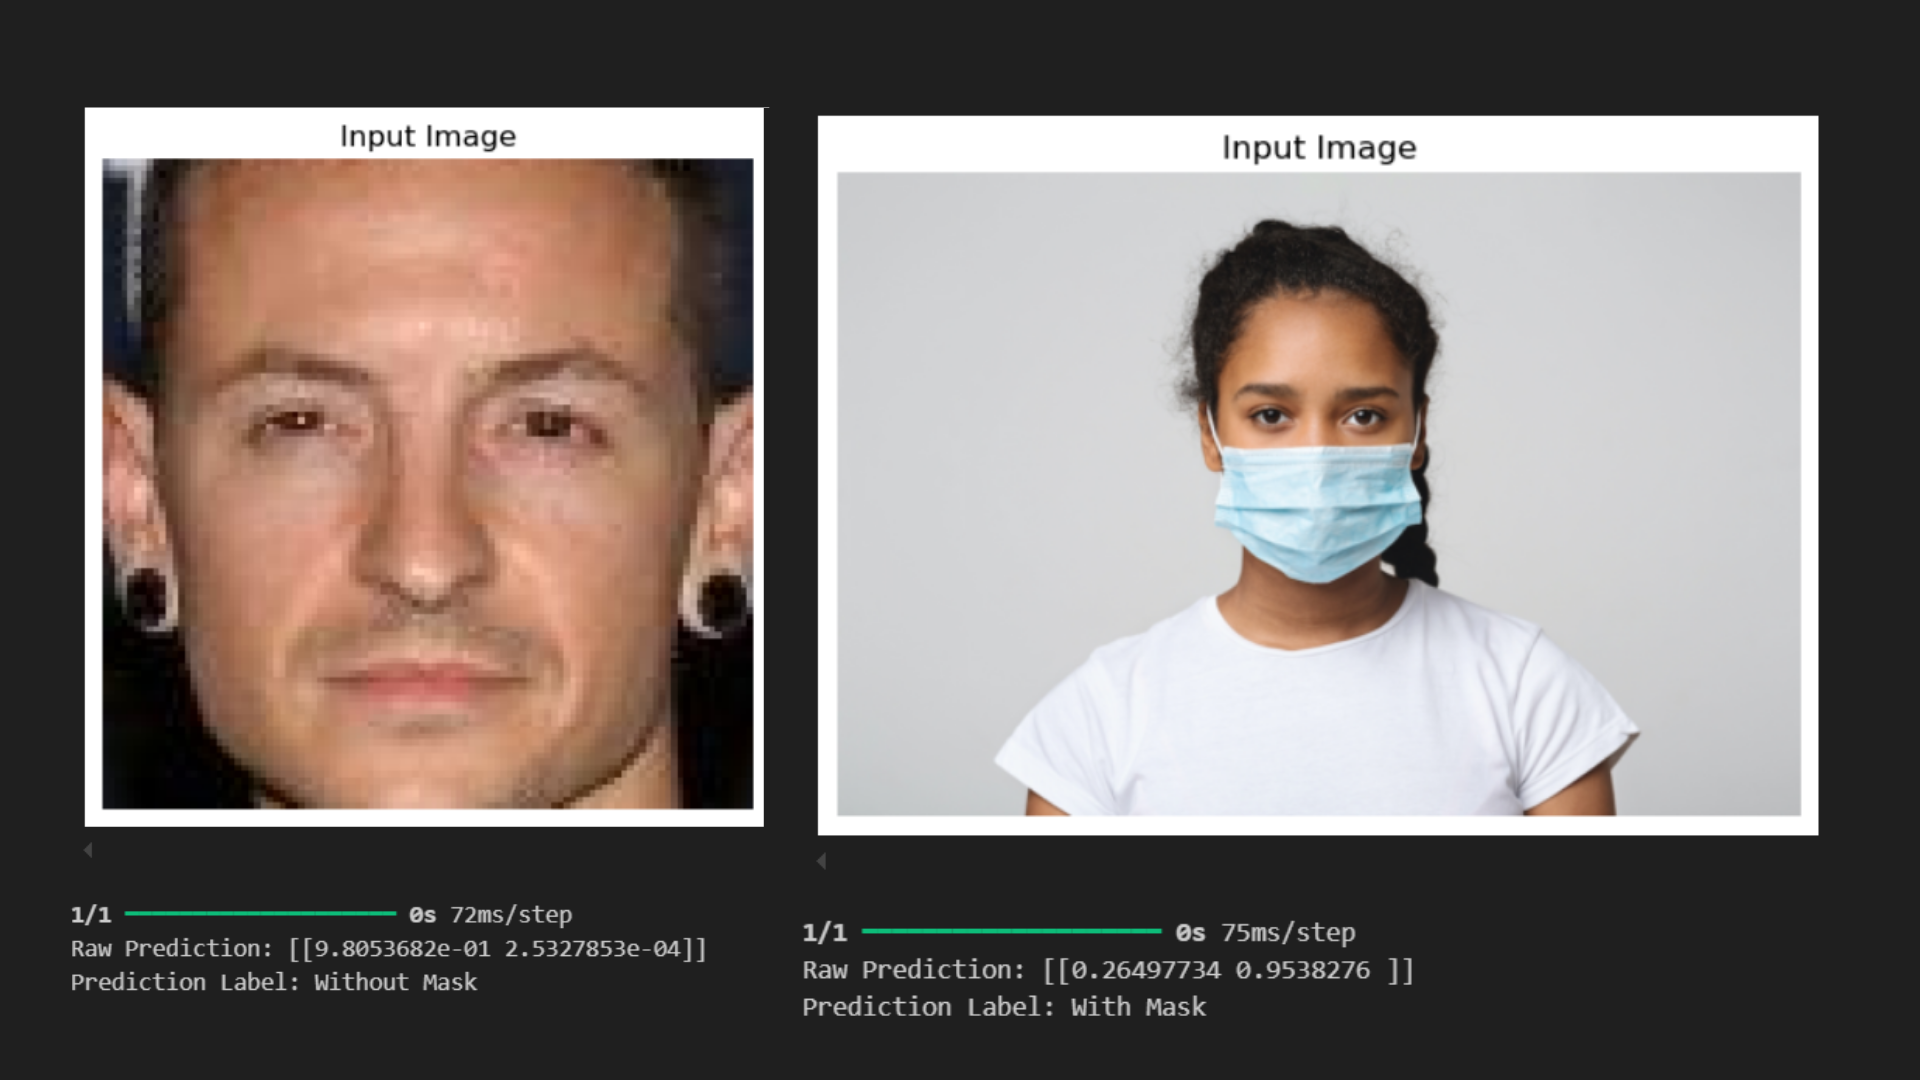 Input Image
1/1 0s 72ms/step
Raw Prediction: [[9.8053682e-01 2.5327853e-04]]
Prediction Label: Without Mask
Input Image
1/1 0s 75ms/step
Raw Prediction: [[0.26497734 0.9538276 ]]
Prediction Label: With Mask